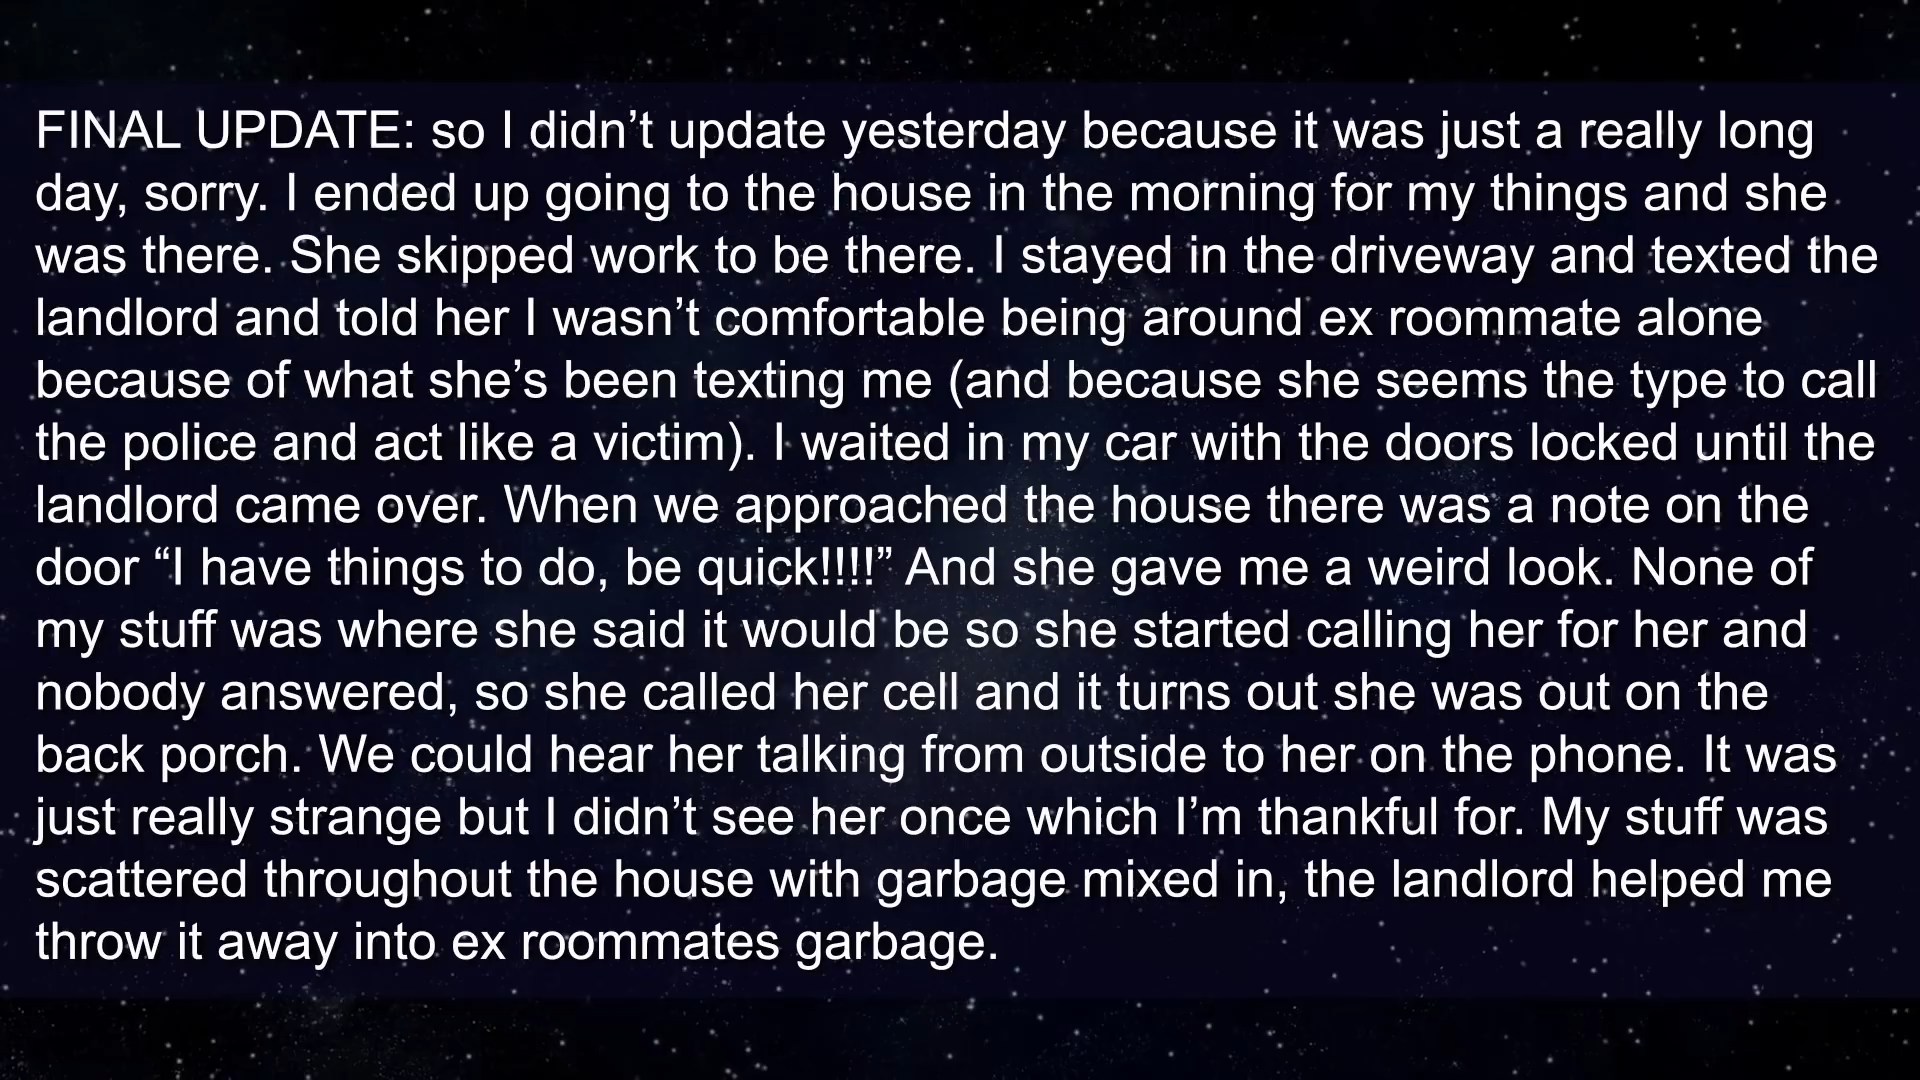 FINAL UPDATE: so I didn’t update yesterday because it was just a really long
day, sorry. I ended up going to the house in the morning for my things and she
was there. She skipped work to be there. I stayed in the driveway and texted the
landlord and told her I wasn’t comfortable being around ex roommate alone
because of what she’s been texting me (and because she seems the type to call
the police and act like a victim). I waited in my car with the doors locked until the
landlord came over. When we approached the house there was a note on the
door “I have things to do, be quick!!!!” And she gave me a weird look. None of
my stuff was where she said it would be so she started calling her for her and
nobody answered, so she called her cell and it turns out she was out on the
back porch. We could hear her talking from outside to her on the phone. It was
just really strange but I didn’t see her once which I’m thankful for. My stuff was
scattered throughout the house with garbage mixed in, the landlord helped me
throw it away into ex roommates garbage.